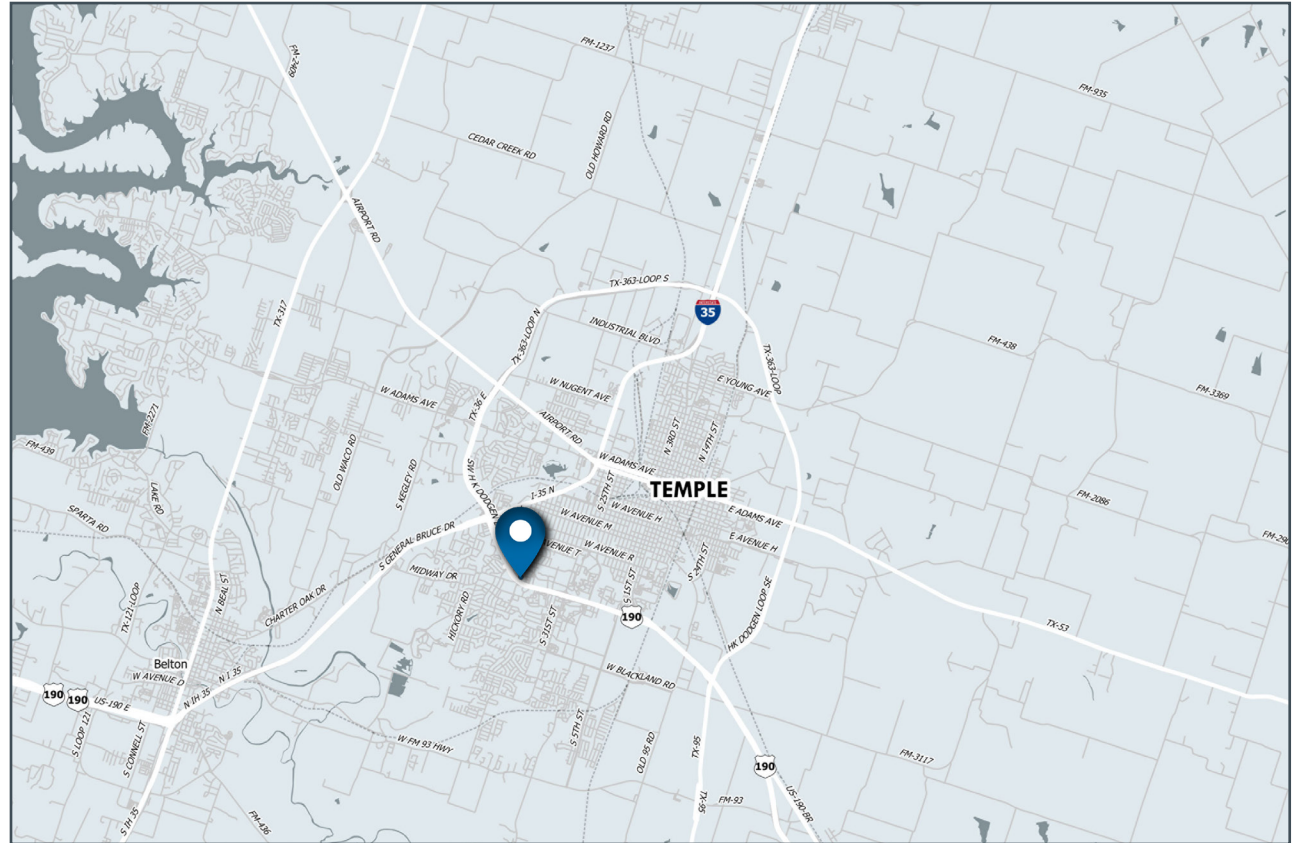 FM-2409
FM-1237
FM-935
OLD HOWARD RD
CEDAR CREEK RD
AIRPORT RD
TX-363-LOOP S
35
TX-317
INDUSTRIAL BLVD
TX-363-LOOP N
TX-363-LOOP
FM-438
W NUGENT AVE
E YOUNG AVE
FM-3369
W ADAMS AVE
TX-36 E
FM-2271
AIRPORT RD
N 3RD ST
N 14TH ST
FM-439
OLD WACO RD
W ADAMS AVE
S KEGLEY RD
SW H K DODGEN
S 25TH ST
TEMPLE
LAKE RD
I-35 N
FM-2086
SPARTA RD
W AVENUE H
E ADAMS AVE
W AVENUE M
S GENERAL BRUCE DR
AVENUE T
W AVENUE R
E AVENUE H
S 24TH ST
MIDWAY DR
N BEAL ST
S 1ST ST
CHARTER OAK DR
TX-121-LOOP
HICKORY RD
S 31ST ST
190
HK DODGEN LOOP SE
TX-53
Belton
W AVENUE D
N I 35
W BLACKLAND RD
190
190
US-190 E
N IH 35
S LOOP 121
S CONNELL ST
S 5TH ST
W FM 93 HWY
OLD 95 RD
TX-95
FM-3117
190
S IH 35
FM-436
TX-95
FM-93
US-190-BR